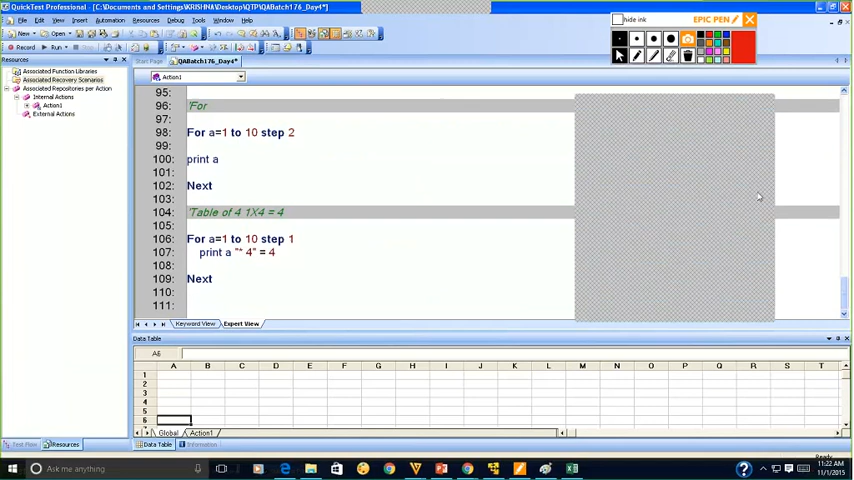 QuickTest Professional - [C:\Documents and Settings\KRISHNA\Desktop\QTP\QABatch176_Day4*]
hide ink
EPIC PEN
File Edit View Insert Automation Resources Debug Tools Window Help
New Open
Record Run
Resources
Start Page
QABatch176_Day4*
Associated Function Libraries
Associated Recovery Scenarios
Associated Repositories per Action
Internal Actions
Action1
External Actions
Action1
95:
96: 'For
97:
98: For a=1 to 10 step 2
99:
100: print a
101:
102: Next
103:
104: 'Table of 4 1X4 = 4
105:
106: For a=1 to 10 step 1
107: print a "* 4" = 4
108:
109: Next
110:
111:
Keyword View Expert View
Data Table
A6
A B C D E F G H I J K L M N O P Q R S T
1
2
3
4
5
6
Global Action1
Test Flow Resources
Data Table Information
Ready
Ask me anything
11:22 AM
11/1/2015